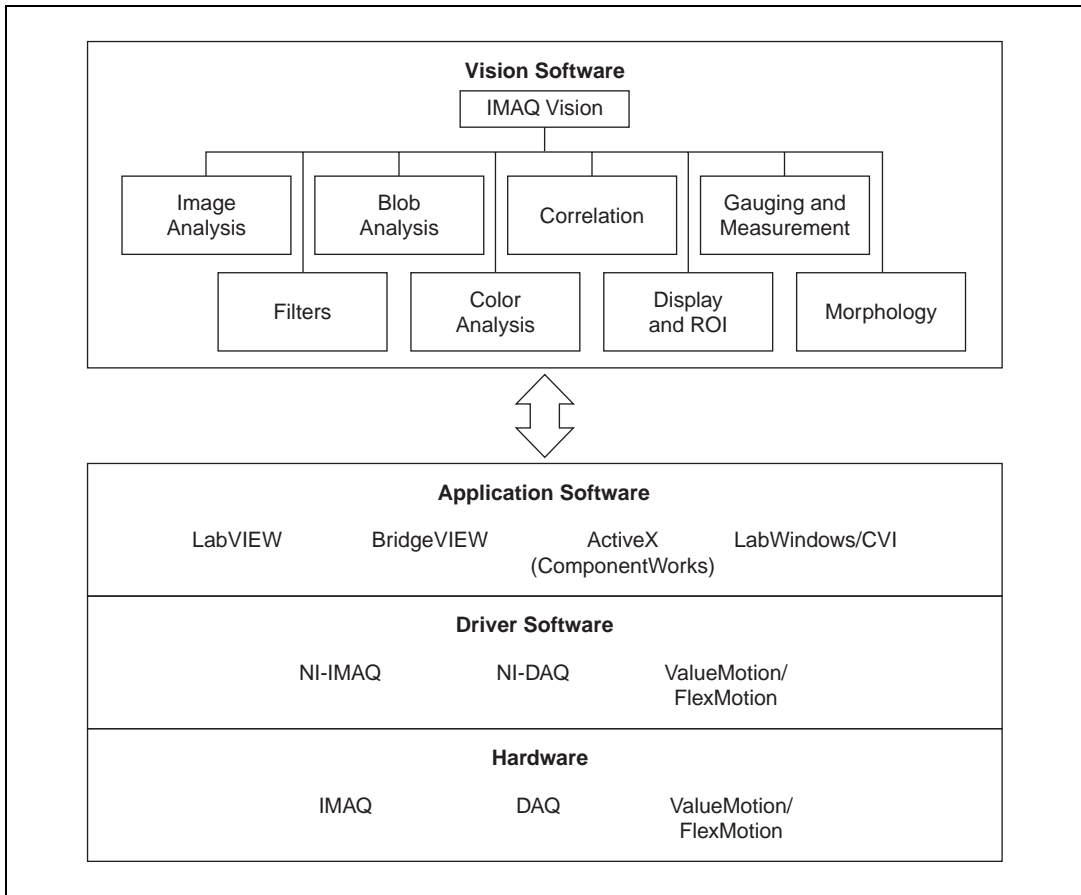 Vision Software
IMAQ Vision
Image
Analysis
Blob
Analysis
Correlation
Gauging and
Measurement
Filters
Color
Analysis
Display
and ROI
Morphology
Application Software
LabVIEW
BridgeVIEW
ActiveX
(ComponentWorks)
LabWindows/CVI
Driver Software
NI-IMAQ
NI-DAQ
ValueMotion/
FlexMotion
Hardware
IMAQ
DAQ
ValueMotion/
FlexMotion